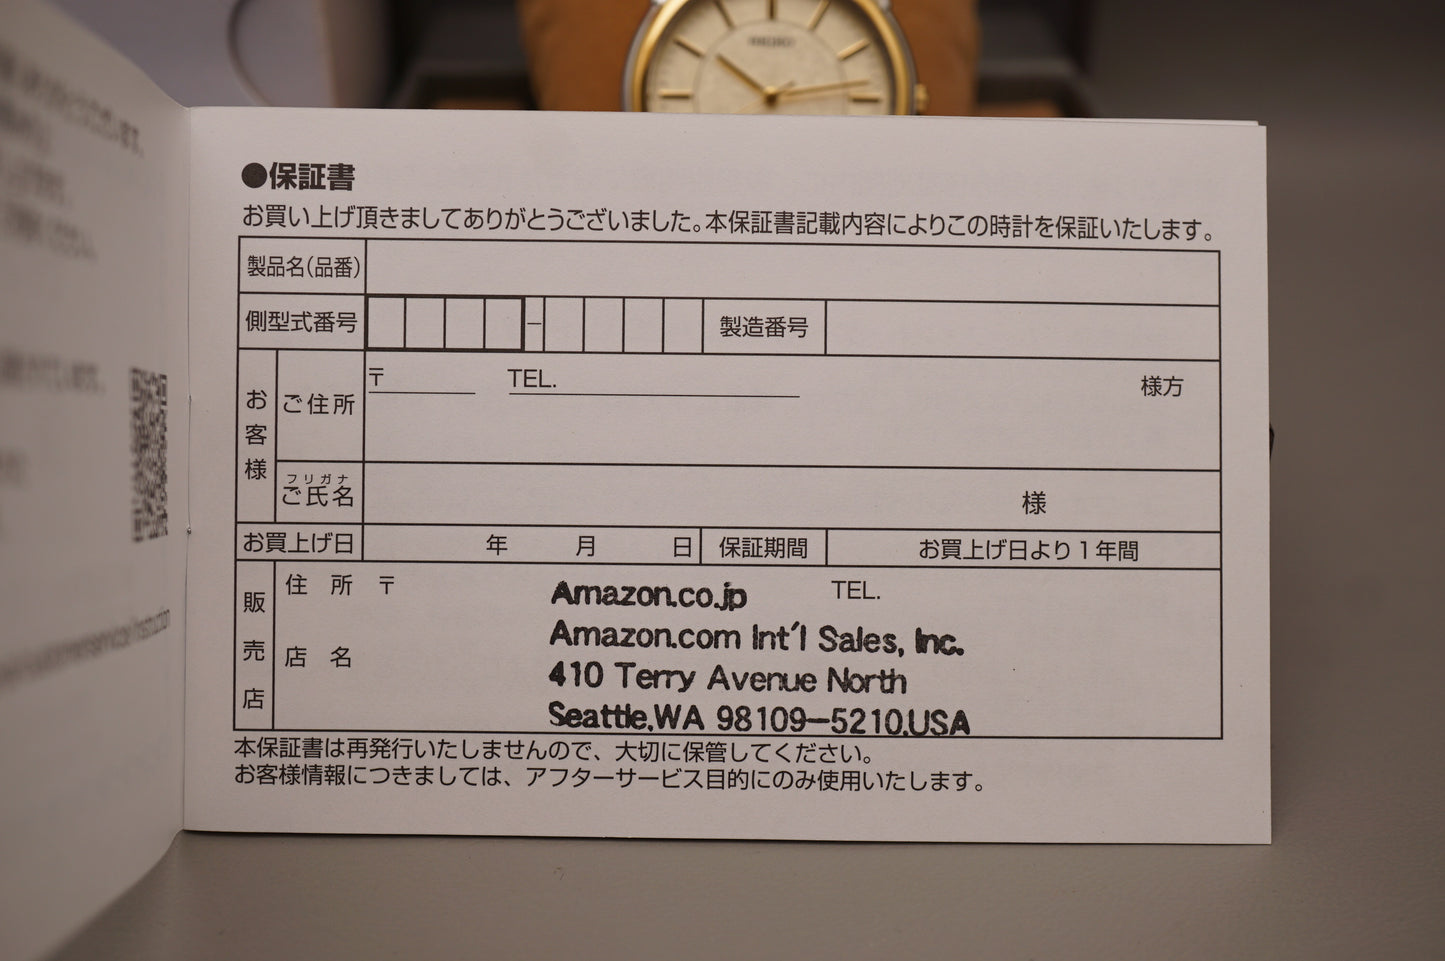 SEIKO
●保証書
お買い上げ頂きましてありがとうございました。本保証書記載内容によりこの時計を保証いたします。
製品名(品番)
側型式番号 － 製造番号
お客様
ご住所 〒 TEL. 様方
フリガナ
ご氏名 様
お買上げ日 年 月 日 保証期間 お買上げ日より1年間
販売店
住所 〒 TEL.
店名
Amazon.co.jp
Amazon.com Int'l Sales, Inc.
410 Terry Avenue North
Seattle,WA 98109-5210,USA
本保証書は再発行いたしませんので、大切に保管してください。
お客様情報につきましては、アフターサービス目的にのみ使用いたします。